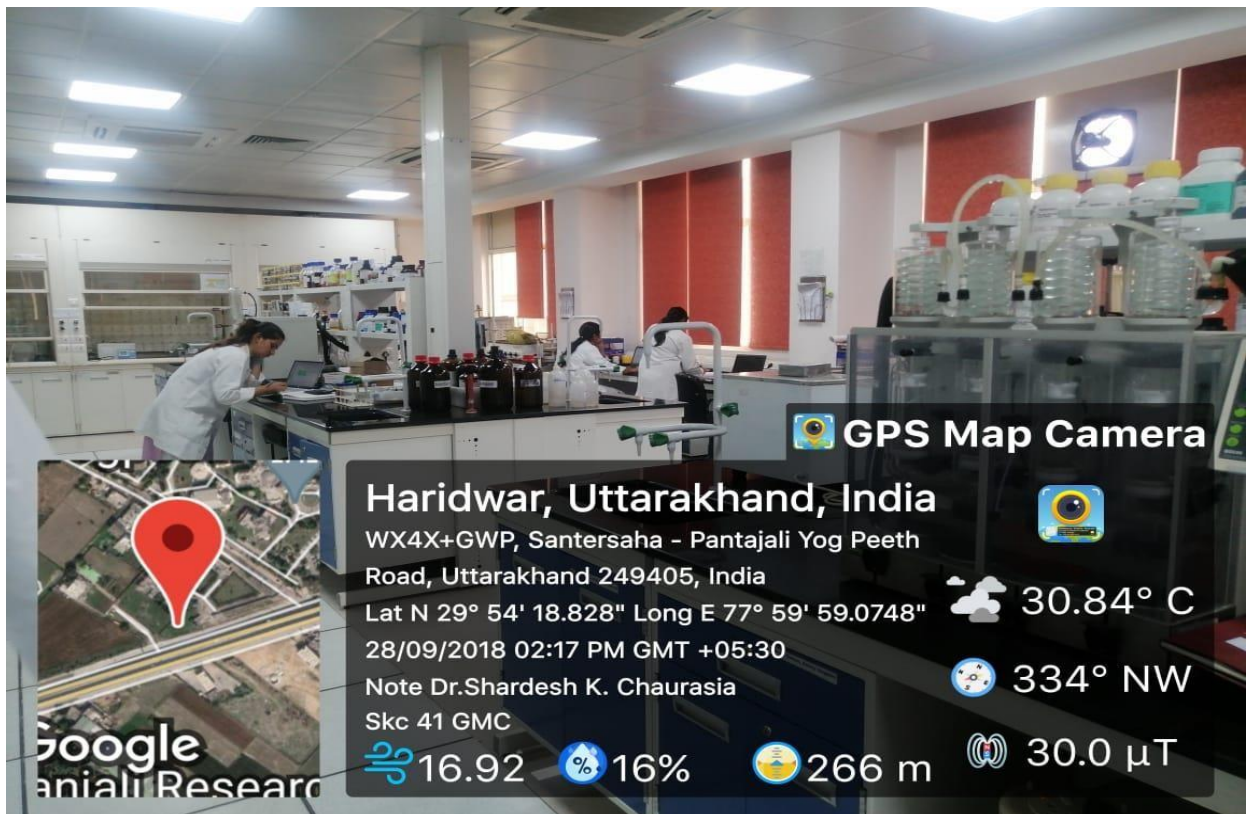 GPS Map Camera
Haridwar, Uttarakhand, India
WX4X+GWP, Santersaha - Pantajali Yog Peeth
Road, Uttarakhand 249405, India
Lat N 29° 54' 18.828" Long E 77° 59' 59.0748"
28/09/2018 02:17 PM GMT +05:30
Note Dr.Shardesh K. Chaurasia
Skc 41 GMC
16.92
16%
266 m
30.84° C
334° NW
30.0 μT
Google
anjali Researc